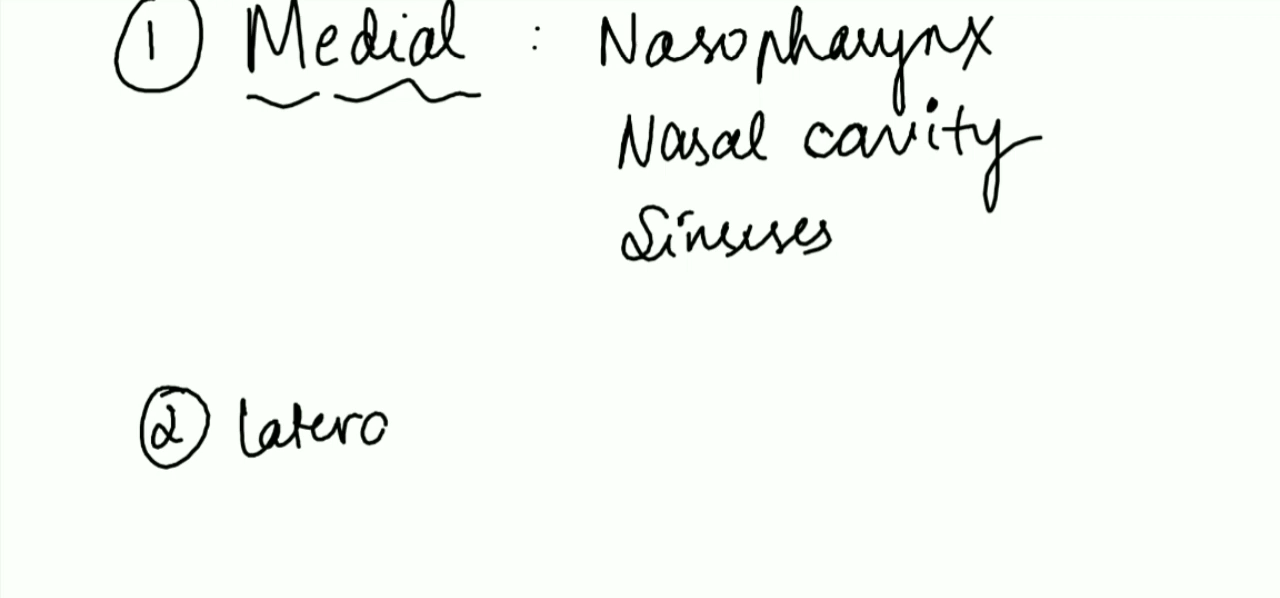 ① Medial : Nasopharynx
Nasal cavity
Sinuses
② latero